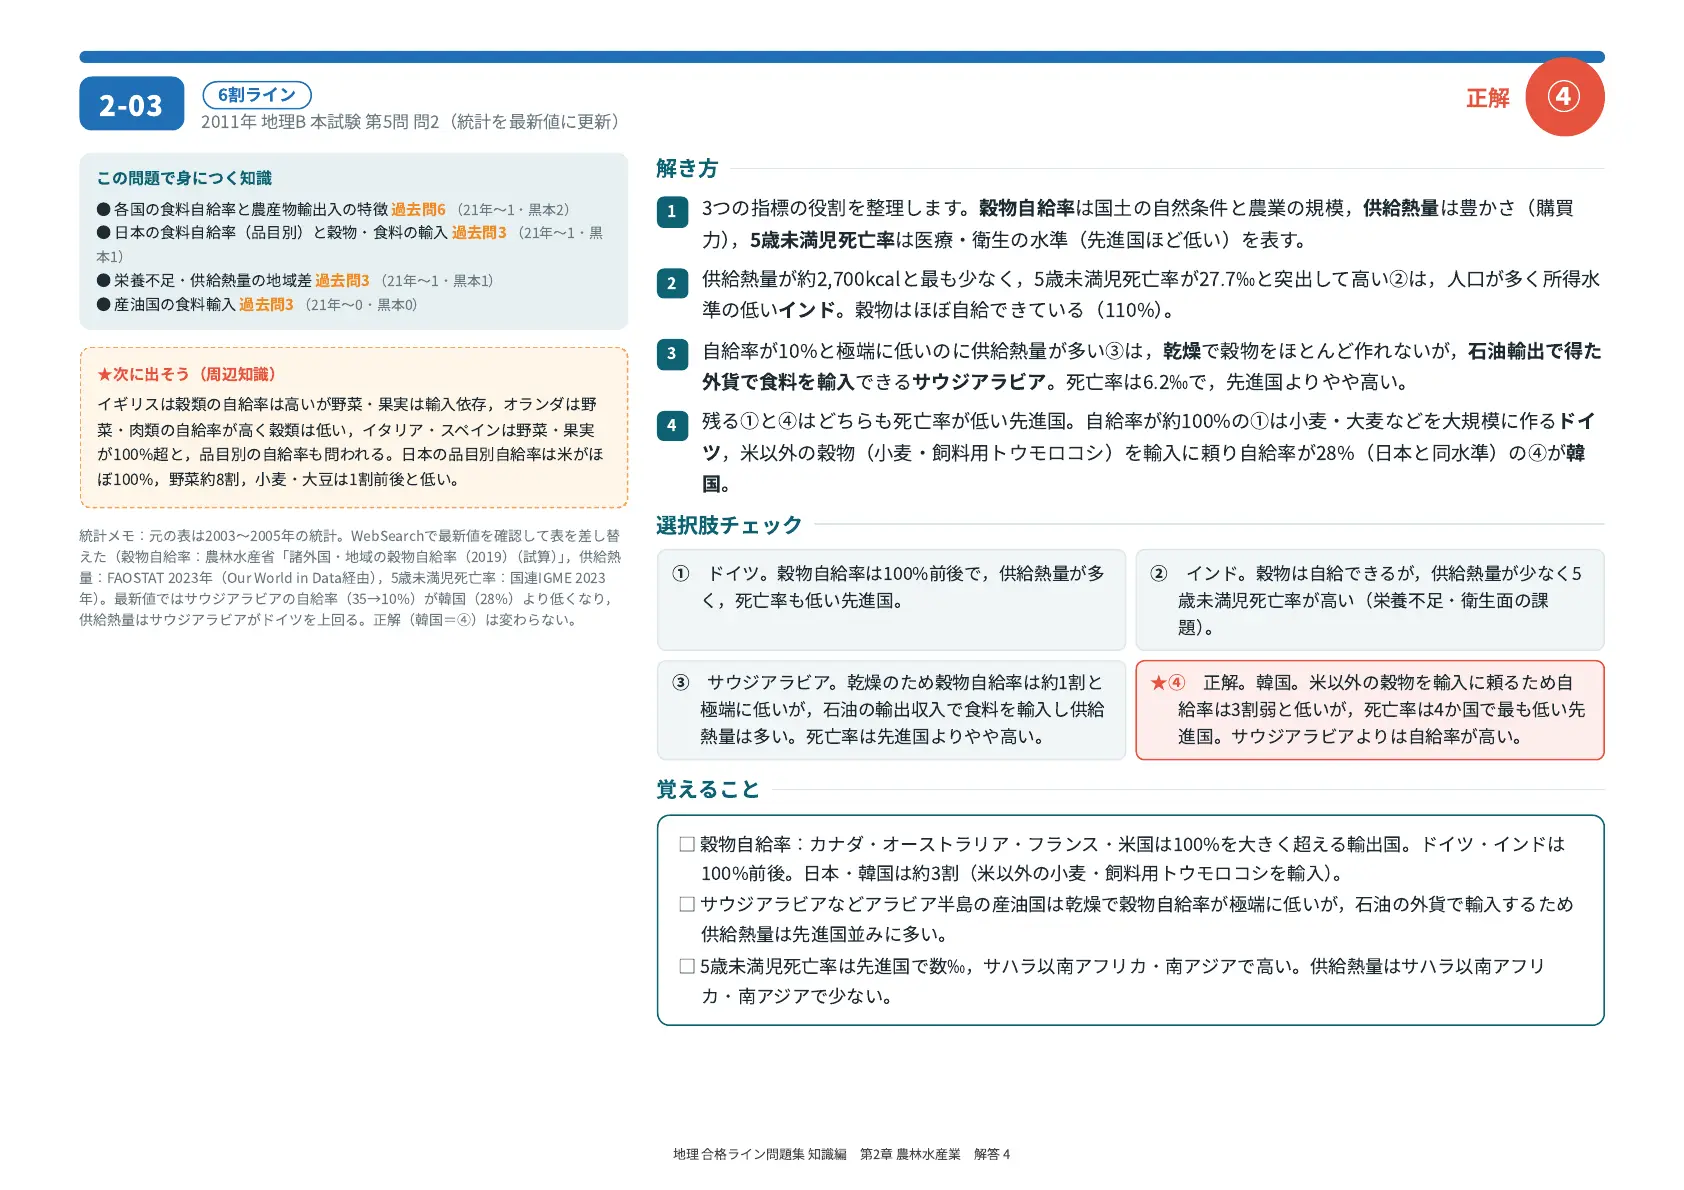 2-03
6割ライン
2011年 地理B 本試験 第5問 問2（統計を最新値に更新）
正解
④
この問題で身につく知識
● 各国の食料自給率と農産物輸出入の特徴 過去問6 （21年〜1・黒本2）
● 日本の食料自給率（品目別）と穀物・食料の輸入 過去問3 （21年〜1・黒
本1）
● 栄養不足・供給熱量の地域差 過去問3 （21年〜1・黒本1）
● 産油国の食料輸入 過去問3 （21年〜0・黒本0）
★次に出そう（周辺知識）
イギリスは穀類の自給率は高いが野菜・果実は輸入依存，オランダは野
菜・肉類の自給率が高く穀類は低い，イタリア・スペインは野菜・果実
が100%超と，品目別の自給率も問われる。日本の品目別自給率は米がほ
ぼ100%，野菜約8割，小麦・大豆は1割前後と低い。
統計メモ：元の表は2003〜2005年の統計。WebSearchで最新値を確認して表を差し替
えた（穀物自給率：農林水産省「諸外国・地域の穀物自給率（2019）（試算）」，供給熱
量：FAOSTAT 2023年（Our World in Data経由），5歳未満児死亡率：国連IGME 2023
年）。最新値ではサウジアラビアの自給率（35→10%）が韓国（28%）より低くなり，
供給熱量はサウジアラビアがドイツを上回る。正解（韓国＝④）は変わらない。
解き方
1 3つの指標の役割を整理します。穀物自給率は国土の自然条件と農業の規模，供給熱量は豊かさ（購買
力），5歳未満児死亡率は医療・衛生の水準（先進国ほど低い）を表す。
2 供給熱量が約2,700kcalと最も少なく，5歳未満児死亡率が27.7‰と突出して高い②は，人口が多く所得水
準の低いインド。穀物はほぼ自給できている（110%）。
3 自給率が10%と極端に低いのに供給熱量が多い③は，乾燥で穀物をほとんど作れないが，石油輸出で得た
外貨で食料を輸入できるサウジアラビア。死亡率は6.2‰で，先進国よりやや高い。
4 残る①と④はどちらも死亡率が低い先進国。自給率が約100%の①は小麦・大麦などを大規模に作るドイ
ツ，米以外の穀物（小麦・飼料用トウモロコシ）を輸入に頼り自給率が28%（日本と同水準）の④が韓
国。
選択肢チェック
① ドイツ。穀物自給率は100%前後で，供給熱量が多
く，死亡率も低い先進国。
② インド。穀物は自給できるが，供給熱量が少なく5
歳未満児死亡率が高い（栄養不足・衛生面の課
題）。
③ サウジアラビア。乾燥のため穀物自給率は約1割と
極端に低いが，石油の輸出収入で食料を輸入し供給
熱量は多い。死亡率は先進国よりやや高い。
★④ 正解。韓国。米以外の穀物を輸入に頼るため自
給率は3割弱と低いが，死亡率は4か国で最も低い先
進国。サウジアラビアよりは自給率が高い。
覚えること
□ 穀物自給率：カナダ・オーストラリア・フランス・米国は100%を大きく超える輸出国。ドイツ・インドは
100%前後。日本・韓国は約3割（米以外の小麦・飼料用トウモロコシを輸入）。
□ サウジアラビアなどアラビア半島の産油国は乾燥で穀物自給率が極端に低いが，石油の外貨で輸入するため
供給熱量は先進国並みに多い。
□ 5歳未満児死亡率は先進国で数‰，サハラ以南アフリカ・南アジアで高い。供給熱量はサハラ以南アフリ
カ・南アジアで少ない。
地理 合格ライン問題集 知識編 第2章 農林水産業 解答 4